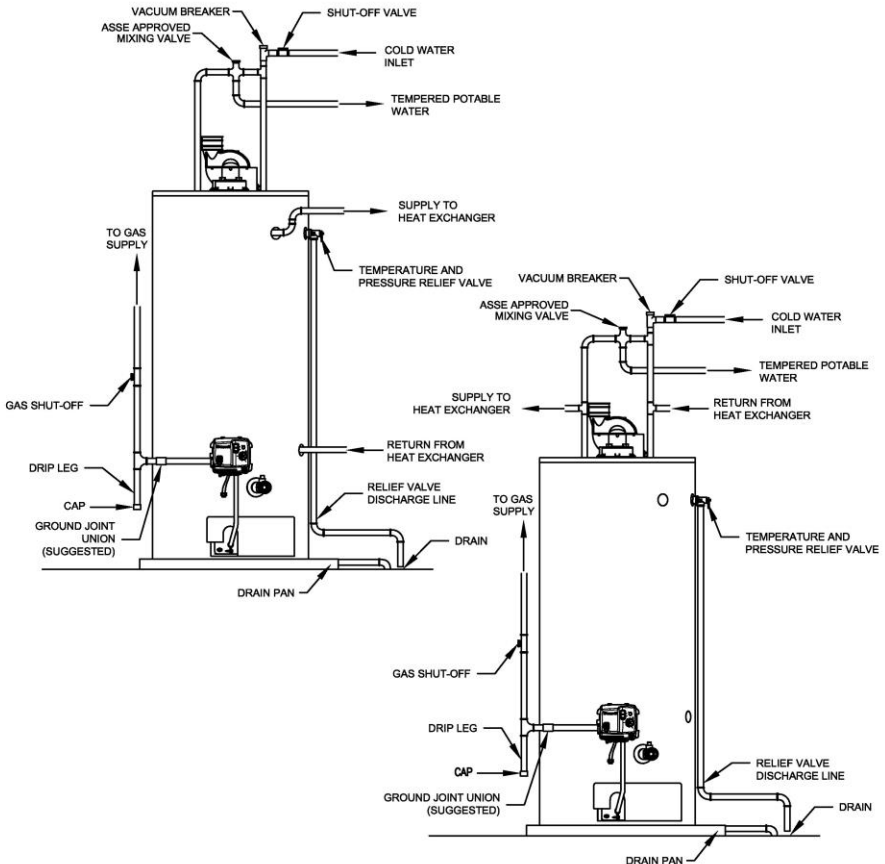 VACUUM BREAKER
SHUT-OFF VALVE
ASSE APPROVED
MIXING VALVE
COLD WATER
INLET
TEMPERED POTABLE
WATER
SUPPLY TO
HEAT EXCHANGER
TO GAS
SUPPLY
TEMPERATURE AND
PRESSURE RELIEF VALVE
GAS SHUT-OFF
RETURN FROM
HEAT EXCHANGER
DRIP LEG
RELIEF VALVE
DISCHARGE LINE
CAP
GROUND JOINT
UNION
(SUGGESTED)
DRAIN
DRAIN PAN
VACUUM BREAKER
SHUT-OFF VALVE
ASSE APPROVED
MIXING VALVE
COLD WATER
INLET
TEMPERED POTABLE
WATER
SUPPLY TO
HEAT EXCHANGER
RETURN FROM
HEAT EXCHANGER
TO GAS
SUPPLY
TEMPERATURE AND
PRESSURE RELIEF VALVE
GAS SHUT-OFF
DRIP LEG
CAP
RELIEF VALVE
DISCHARGE LINE
GROUND JOINT UNION
(SUGGESTED)
DRAIN
DRAIN PAN